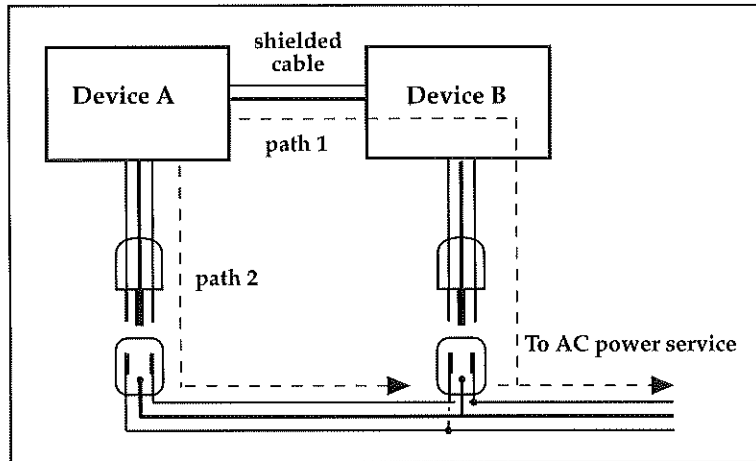 shielded
cable
Device A
Device B
path 1
path 2
To AC power service